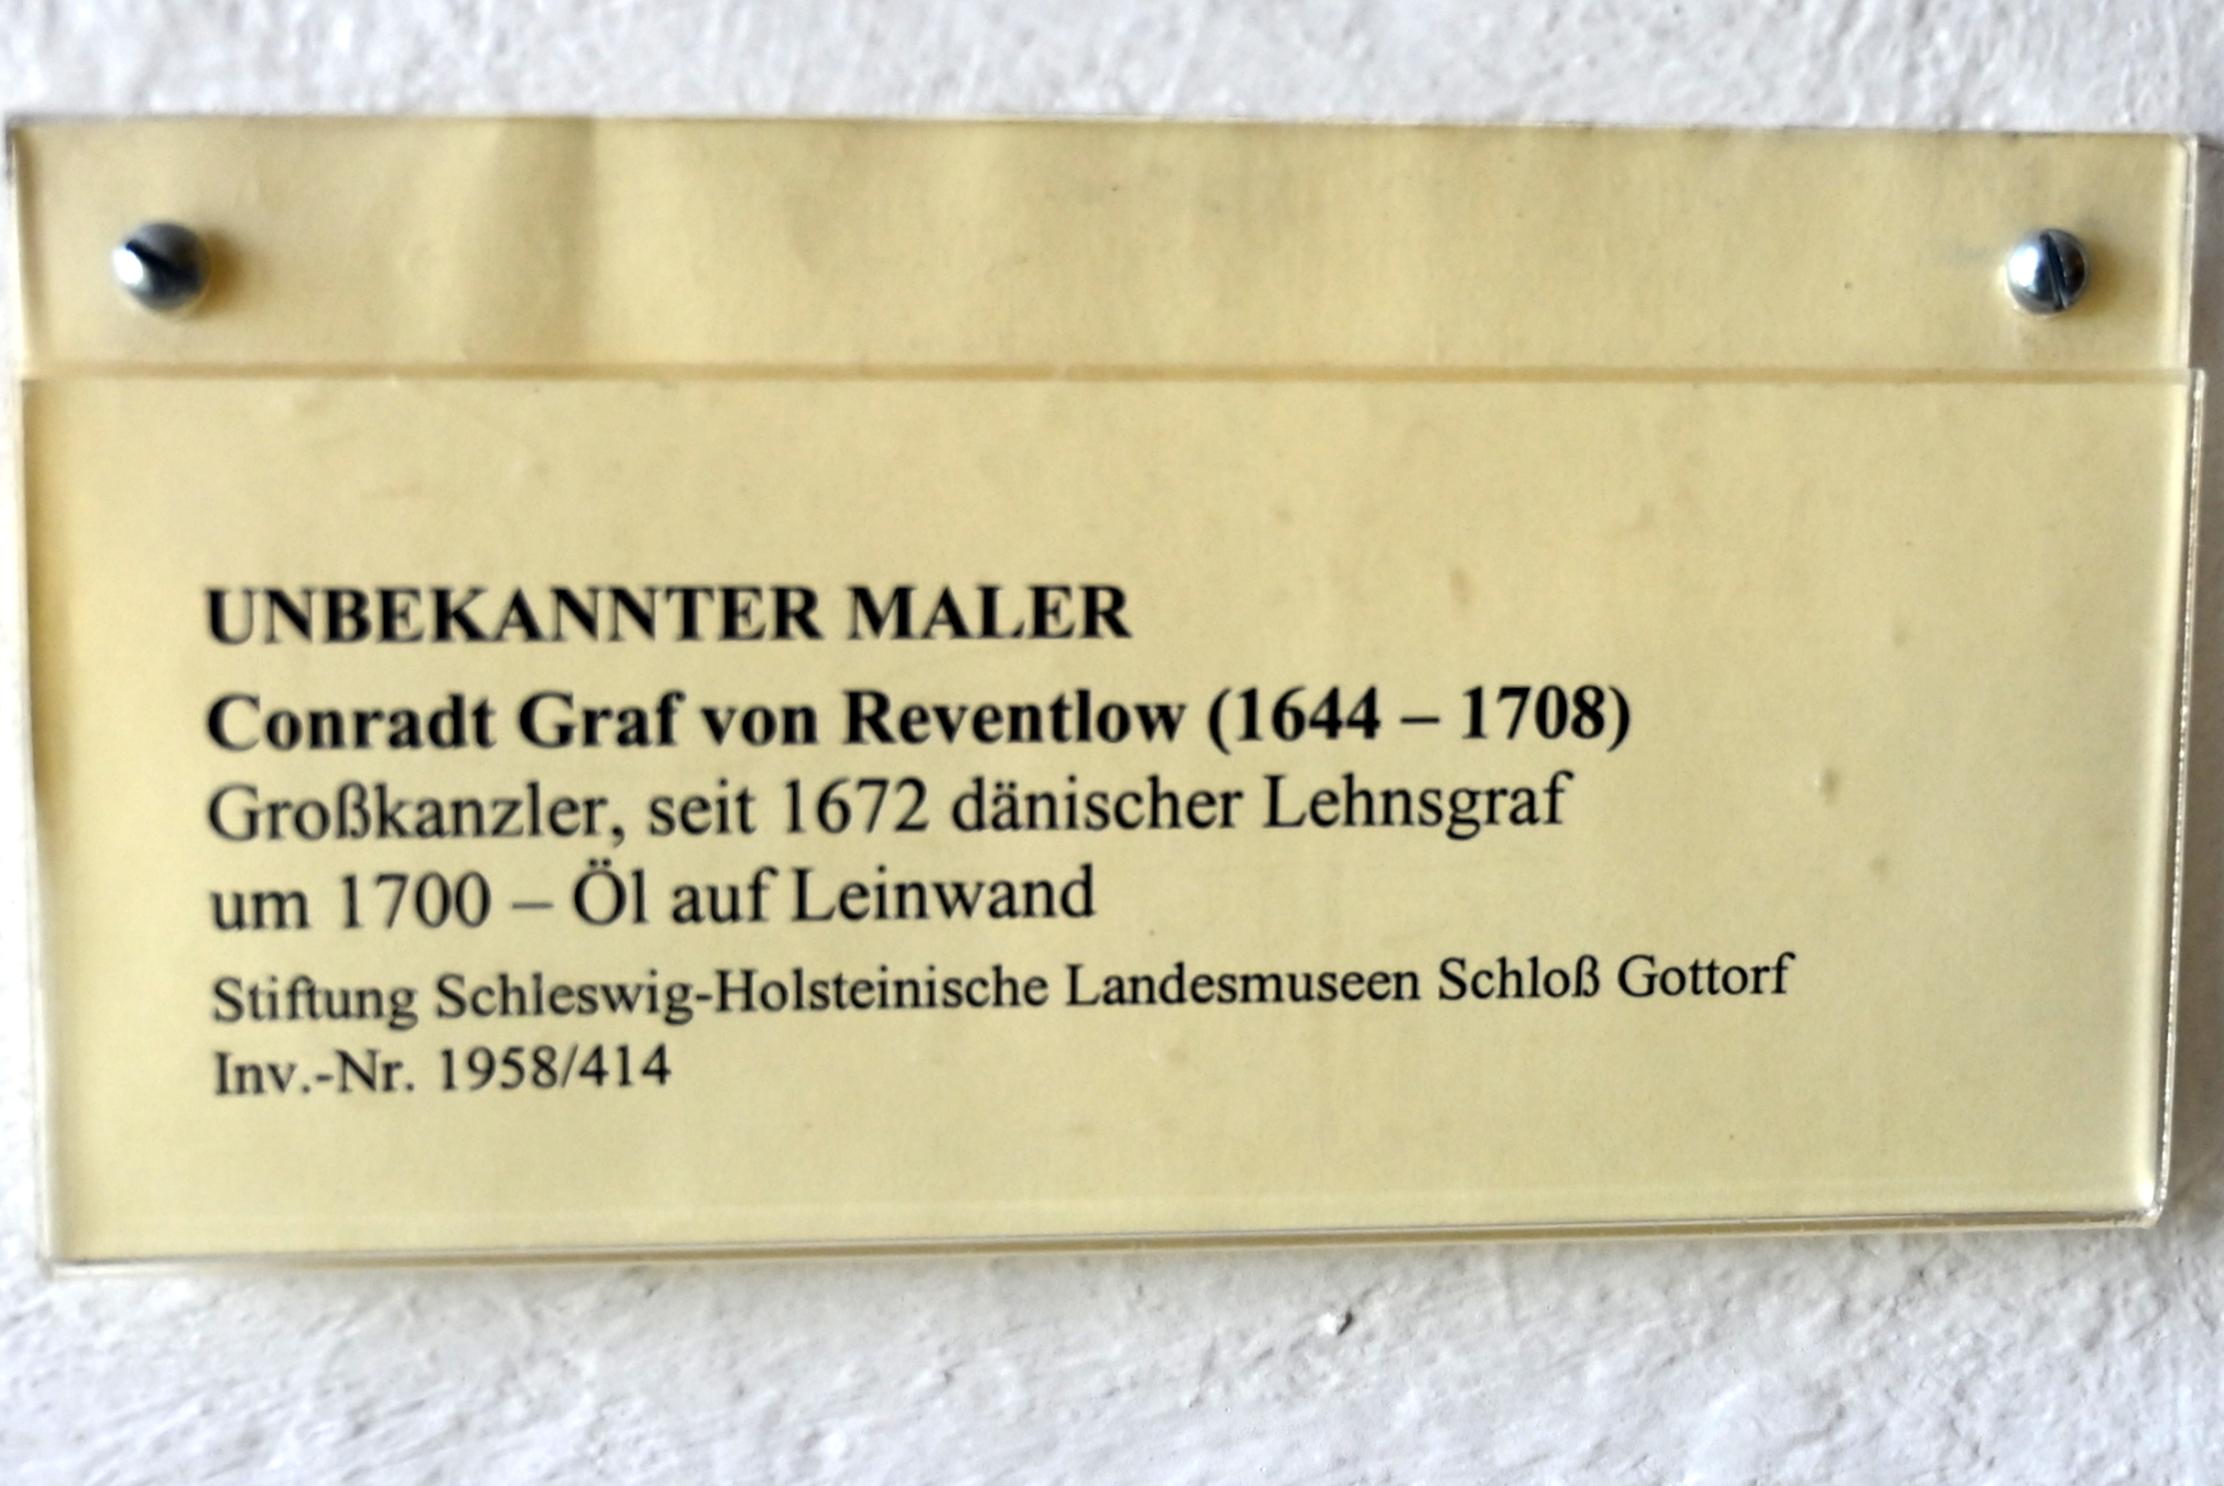 UNBEKANNTER MALER
Conradt Graf von Reventlow (1644 – 1708)
Großkanzler, seit 1672 dänischer Lehnsgraf
um 1700 – Öl auf Leinwand
Stiftung Schleswig-Holsteinische Landesmuseen Schloß Gottorf
Inv.-Nr. 1958/414